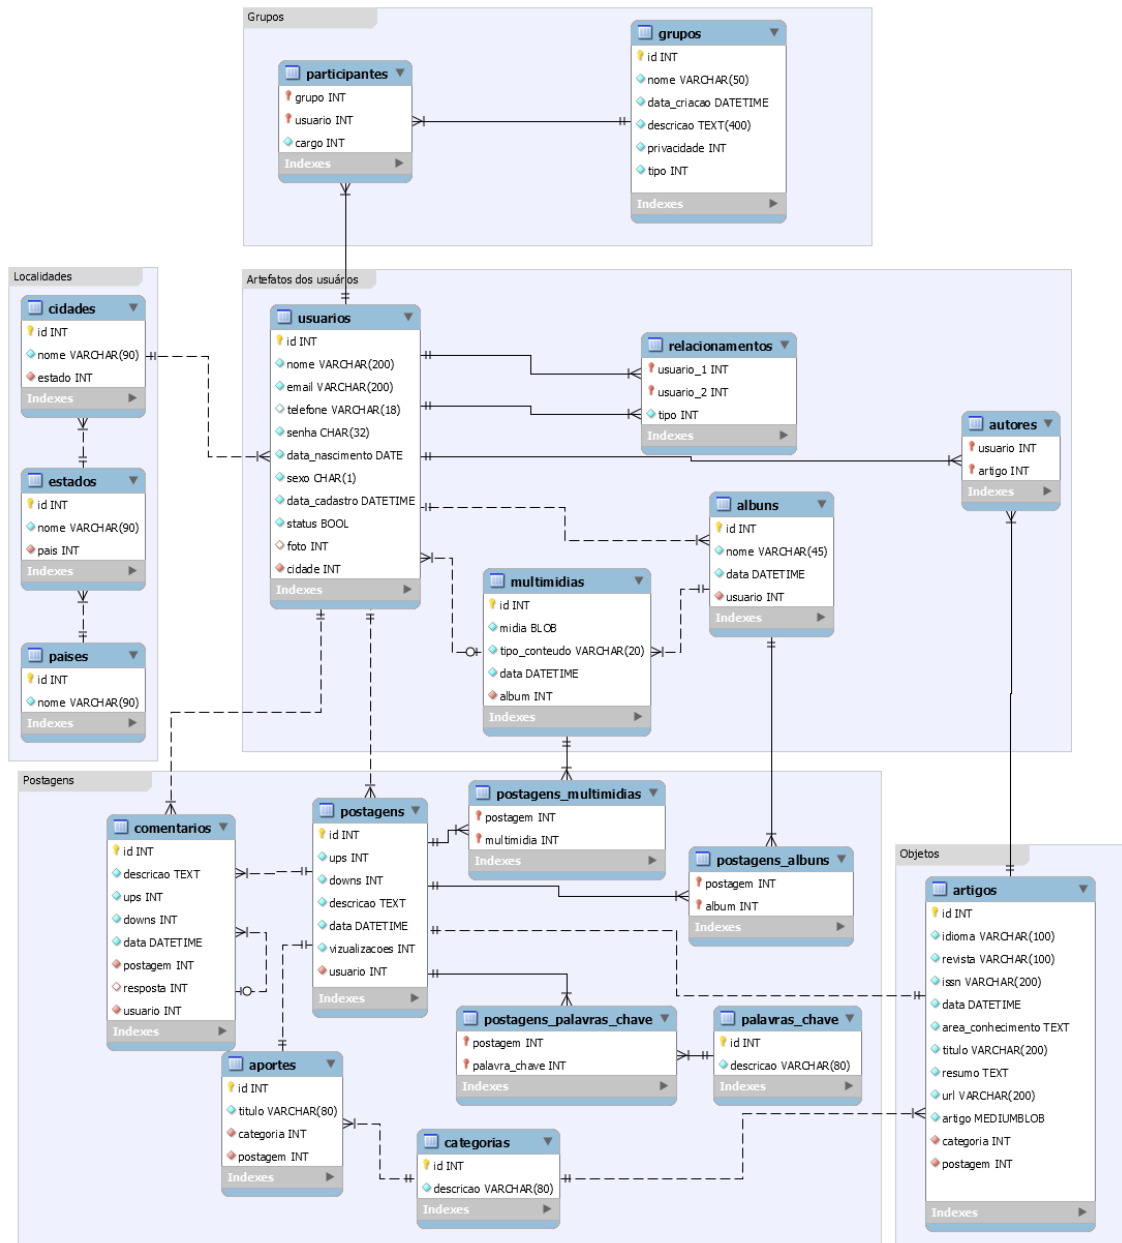 Grupos
grupos
id INT
nome VARCHAR(50)
data_criacao DATETIME
descricao TEXT(400)
privacidade INT
tipo INT
Indexes
participantes
grupo INT
usuario INT
cargo INT
Indexes
Localidades
cidades
id INT
nome VARCHAR(90)
estado INT
Indexes
estados
id INT
nome VARCHAR(90)
pais INT
Indexes
paises
id INT
nome VARCHAR(90)
Indexes
Artefatos dos usuários
usuarios
id INT
nome VARCHAR(200)
email VARCHAR(200)
telefone VARCHAR(18)
senha CHAR(32)
data_nascimento DATE
sexo CHAR(1)
data_cadastro DATETIME
status BOOL
foto INT
cidade INT
Indexes
relacionamentos
usuario_1 INT
usuario_2 INT
tipo INT
Indexes
autores
usuario INT
artigo INT
Indexes
albuns
id INT
nome VARCHAR(45)
data DATETIME
usuario INT
Indexes
multimidias
id INT
midia BLOB
tipo_conteudo VARCHAR(20)
data DATETIME
album INT
Indexes
Postagens
comentarios
id INT
descricao TEXT
ups INT
downs INT
data DATETIME
postagem INT
resposta INT
usuario INT
Indexes
postagens
id INT
ups INT
downs INT
descricao TEXT
data DATETIME
vizualizacoes INT
usuario INT
Indexes
postagens_multimidias
postagem INT
multimidia INT
Indexes
postagens_albuns
postagem INT
album INT
Indexes
postagens_palavras_chave
postagem INT
palavra_chave INT
Indexes
palavras_chave
id INT
descricao VARCHAR(80)
Indexes
aportes
id INT
titulo VARCHAR(80)
categoria INT
postagem INT
Indexes
categorias
id INT
descricao VARCHAR(80)
Indexes
Objetos
artigos
id INT
idioma VARCHAR(100)
revista VARCHAR(100)
issn VARCHAR(200)
data DATETIME
area_conhecimento TEXT
titulo VARCHAR(200)
resumo TEXT
url VARCHAR(200)
artigo MEDIUMBLOB
categoria INT
postagem INT
Indexes